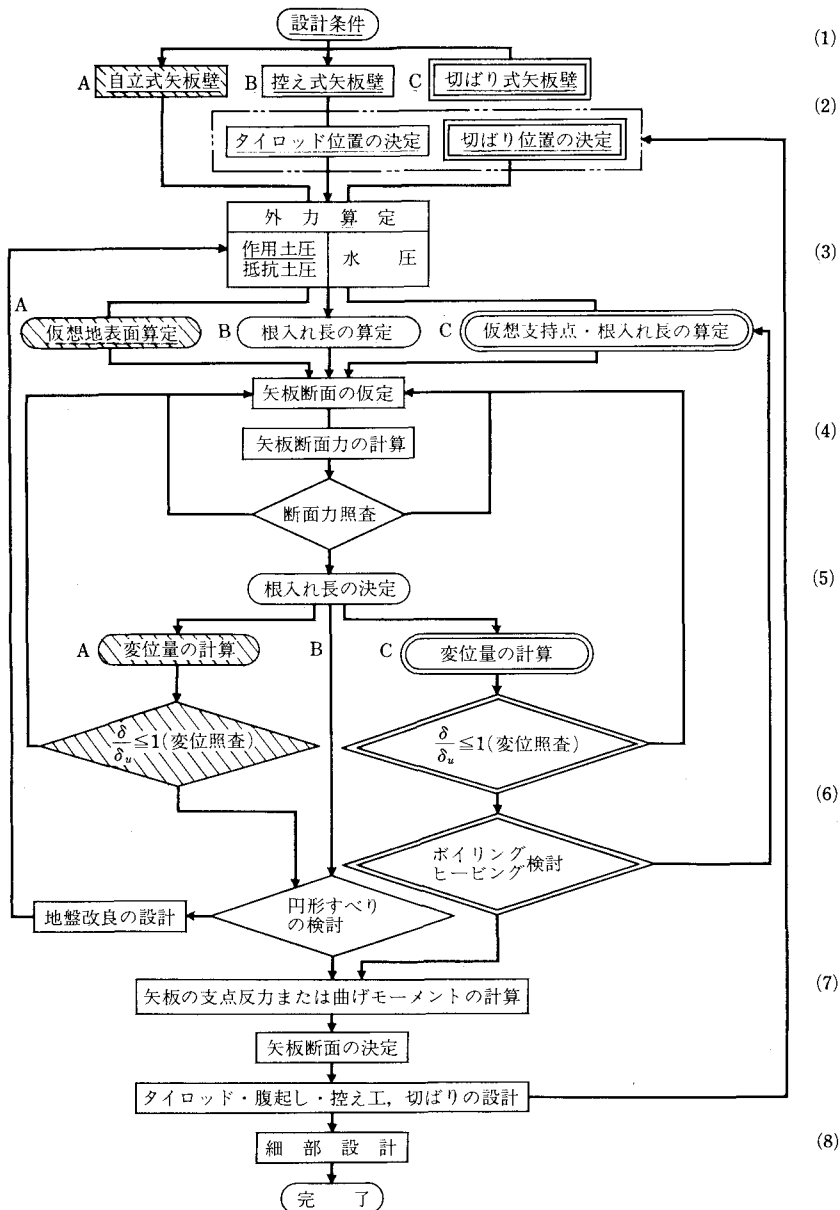 設計条件
(1)
A 自立式矢板壁
B 控え式矢板壁
C 切ばり式矢板壁
(2)
タイロッド位置の決定
切ばり位置の決定
外力算定
作用土圧
抵抗土圧
水圧
(3)
A
仮想地表面算定
B 根入れ長の算定
C 仮想支持点・根入れ長の算定
矢板断面の仮定
(4)
矢板断面力の計算
断面力照査
(5)
根入れ長の決定
A 変位量の計算
B
C 変位量の計算
δ/δu≦1(変位照査)
δ/δu≦1(変位照査)
(6)
ボイリング
ヒービング検討
地盤改良の設計
円形すべり
の検討
(7)
矢板の支点反力または曲げモーメントの計算
矢板断面の決定
タイロッド・腹起し・控え工，切ばりの設計
細部設計
(8)
完了